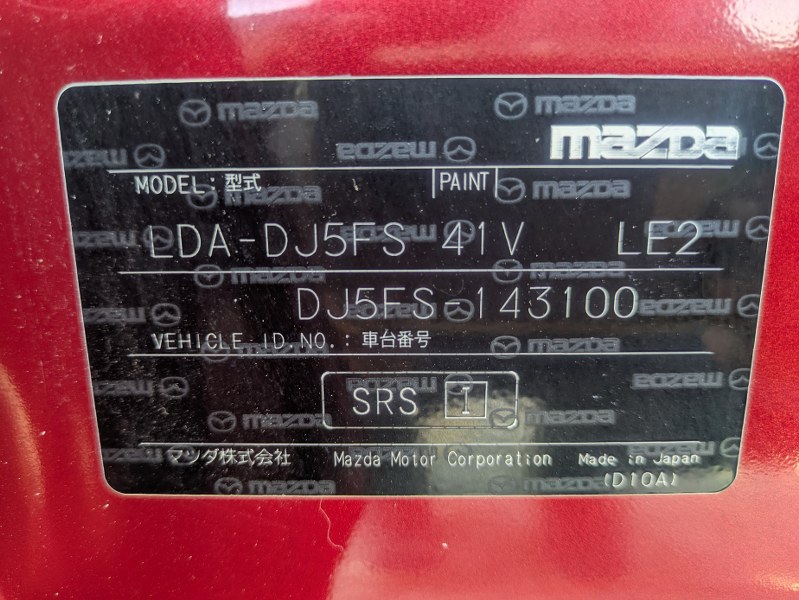 mazda
MODEL: 型式 PAINT
LDA-DJ5FS 41V LE2
DJ5FS-143100
VEHICLE ID.NO.: 車台番号
SRS I
マツダ株式会社 Mazda Motor Corporation Made in Japan
(D10A)